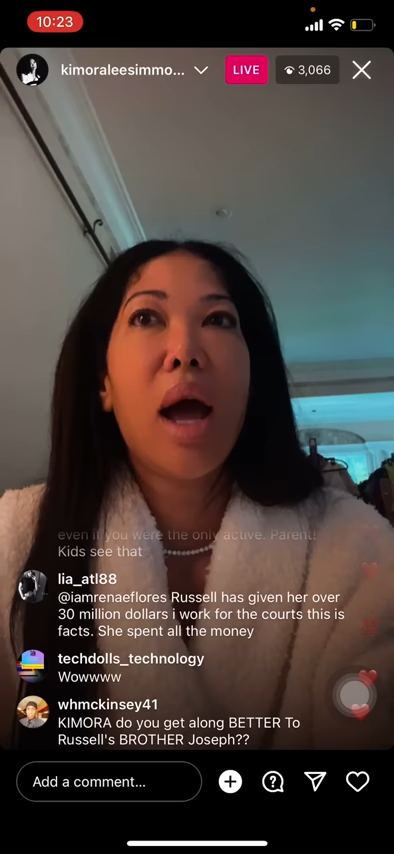 10:23
kimoraleesimmo...
LIVE
3,066
even if you were the only active. Parent!
Kids see that
lia_atl88
@iamrenaeflores Russell has given her over
30 million dollars i work for the courts this is
facts. She spent all the money
techdolls_technology
Wowwww
whmckinsey41
KIMORA do you get along BETTER To
Russell's BROTHER Joseph??
Add a comment...